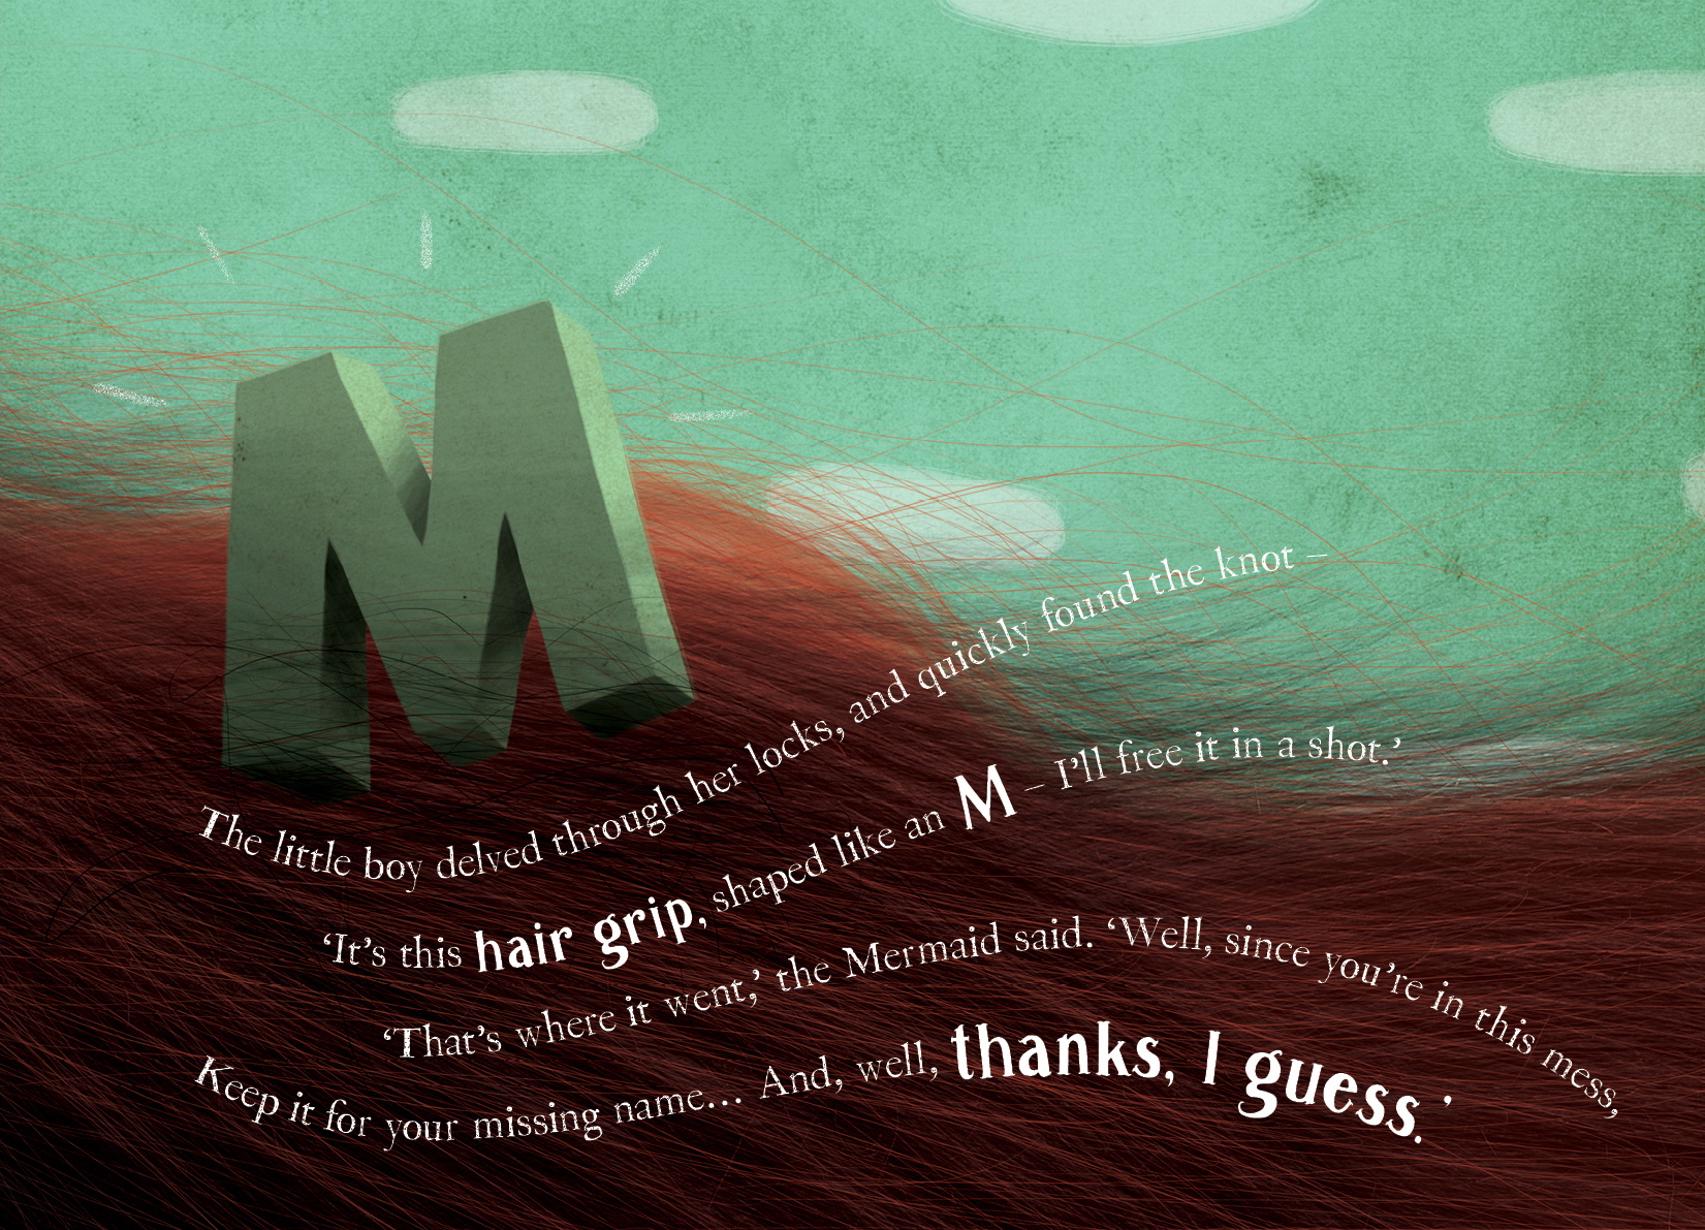 M
The little boy delved through her locks, and quickly found the knot –
‘It’s this hair grip, shaped like an M – I’ll free it in a shot.’
‘That’s where it went,’ the Mermaid said. ‘Well, since you’re in this mess,
Keep it for your missing name… And, well, thanks, I guess.’